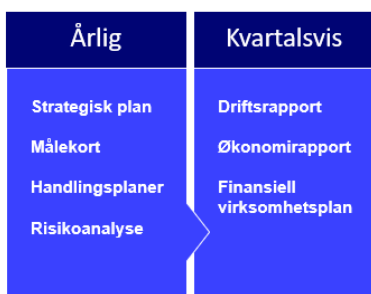 Årlig
Strategisk plan
Målekort
Handlingsplaner
Risikoanalyse
Kvartalsvis
Driftsrapport
Økonomirapport
Finansiell
virksomhetsplan